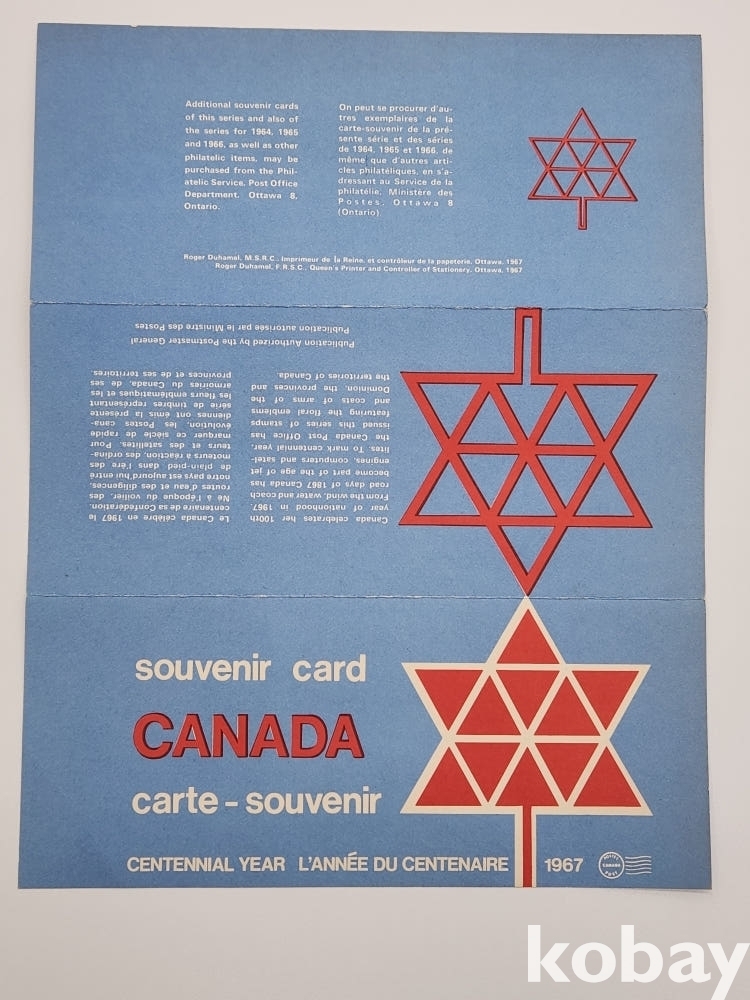 Additional souvenir cards
of this series and also of
the series for 1964, 1965
and 1966, as well as other
philatelic items, may be
purchased from the Phil-
atelic Service, Post Office
Department, Ottawa 8,
Ontario.
On peut se procurer d'au-
tres exemplaires de la
carte-souvenir de la pré-
sente série et des séries
de 1964, 1965 et 1966, de
même que d'autres arti-
cles philatéliques, en s'a-
dressant au Service de la
philatélie, Ministère des
Postes, Ottawa 8
(Ontario)
Roger Duhamel, M.S.R.C., Imprimeur de la Reine, et contrôleur de la papeterie, Ottawa, 1967
Roger Duhamel, F.R.S.C., Queen's Printer and Controller of Stationery, Ottawa, 1967
Canada celebrates her 100th
year of nationhood in 1967.
From the wind, water and coach
road days of 1867 Canada has
become part of the age of jet
engines, computers and satel-
lites. To mark centennial year,
the Canada Post Office has
issued this series of stamps
featuring the floral emblems
and coats of arms of the
Dominion, the provinces and
the territories of Canada.
Le Canada célèbre en 1967 le
centenaire de sa Confédération.
Né à l'époque du voilier, des
routes d'eau et des diligences,
notre pays est aujourd'hui entré
de plain-pied dans l'ère des
moteurs à réaction, des ordina-
teurs et des satellites. Pour
marquer ce siècle de rapide
évolution, les Postes cana-
diennes ont émis la présente
série de timbres représentant
les fleurs emblématiques et les
armoiries du Canada, de ses
provinces et de ses territoires.
Publication Authorized by the Postmaster General
Publication autorisée par le Ministre des Postes
souvenir card
CANADA
carte-souvenir
CENTENNIAL YEAR L'ANNÉE DU CENTENAIRE 1967
POSTES
CANADA
POST
kobay